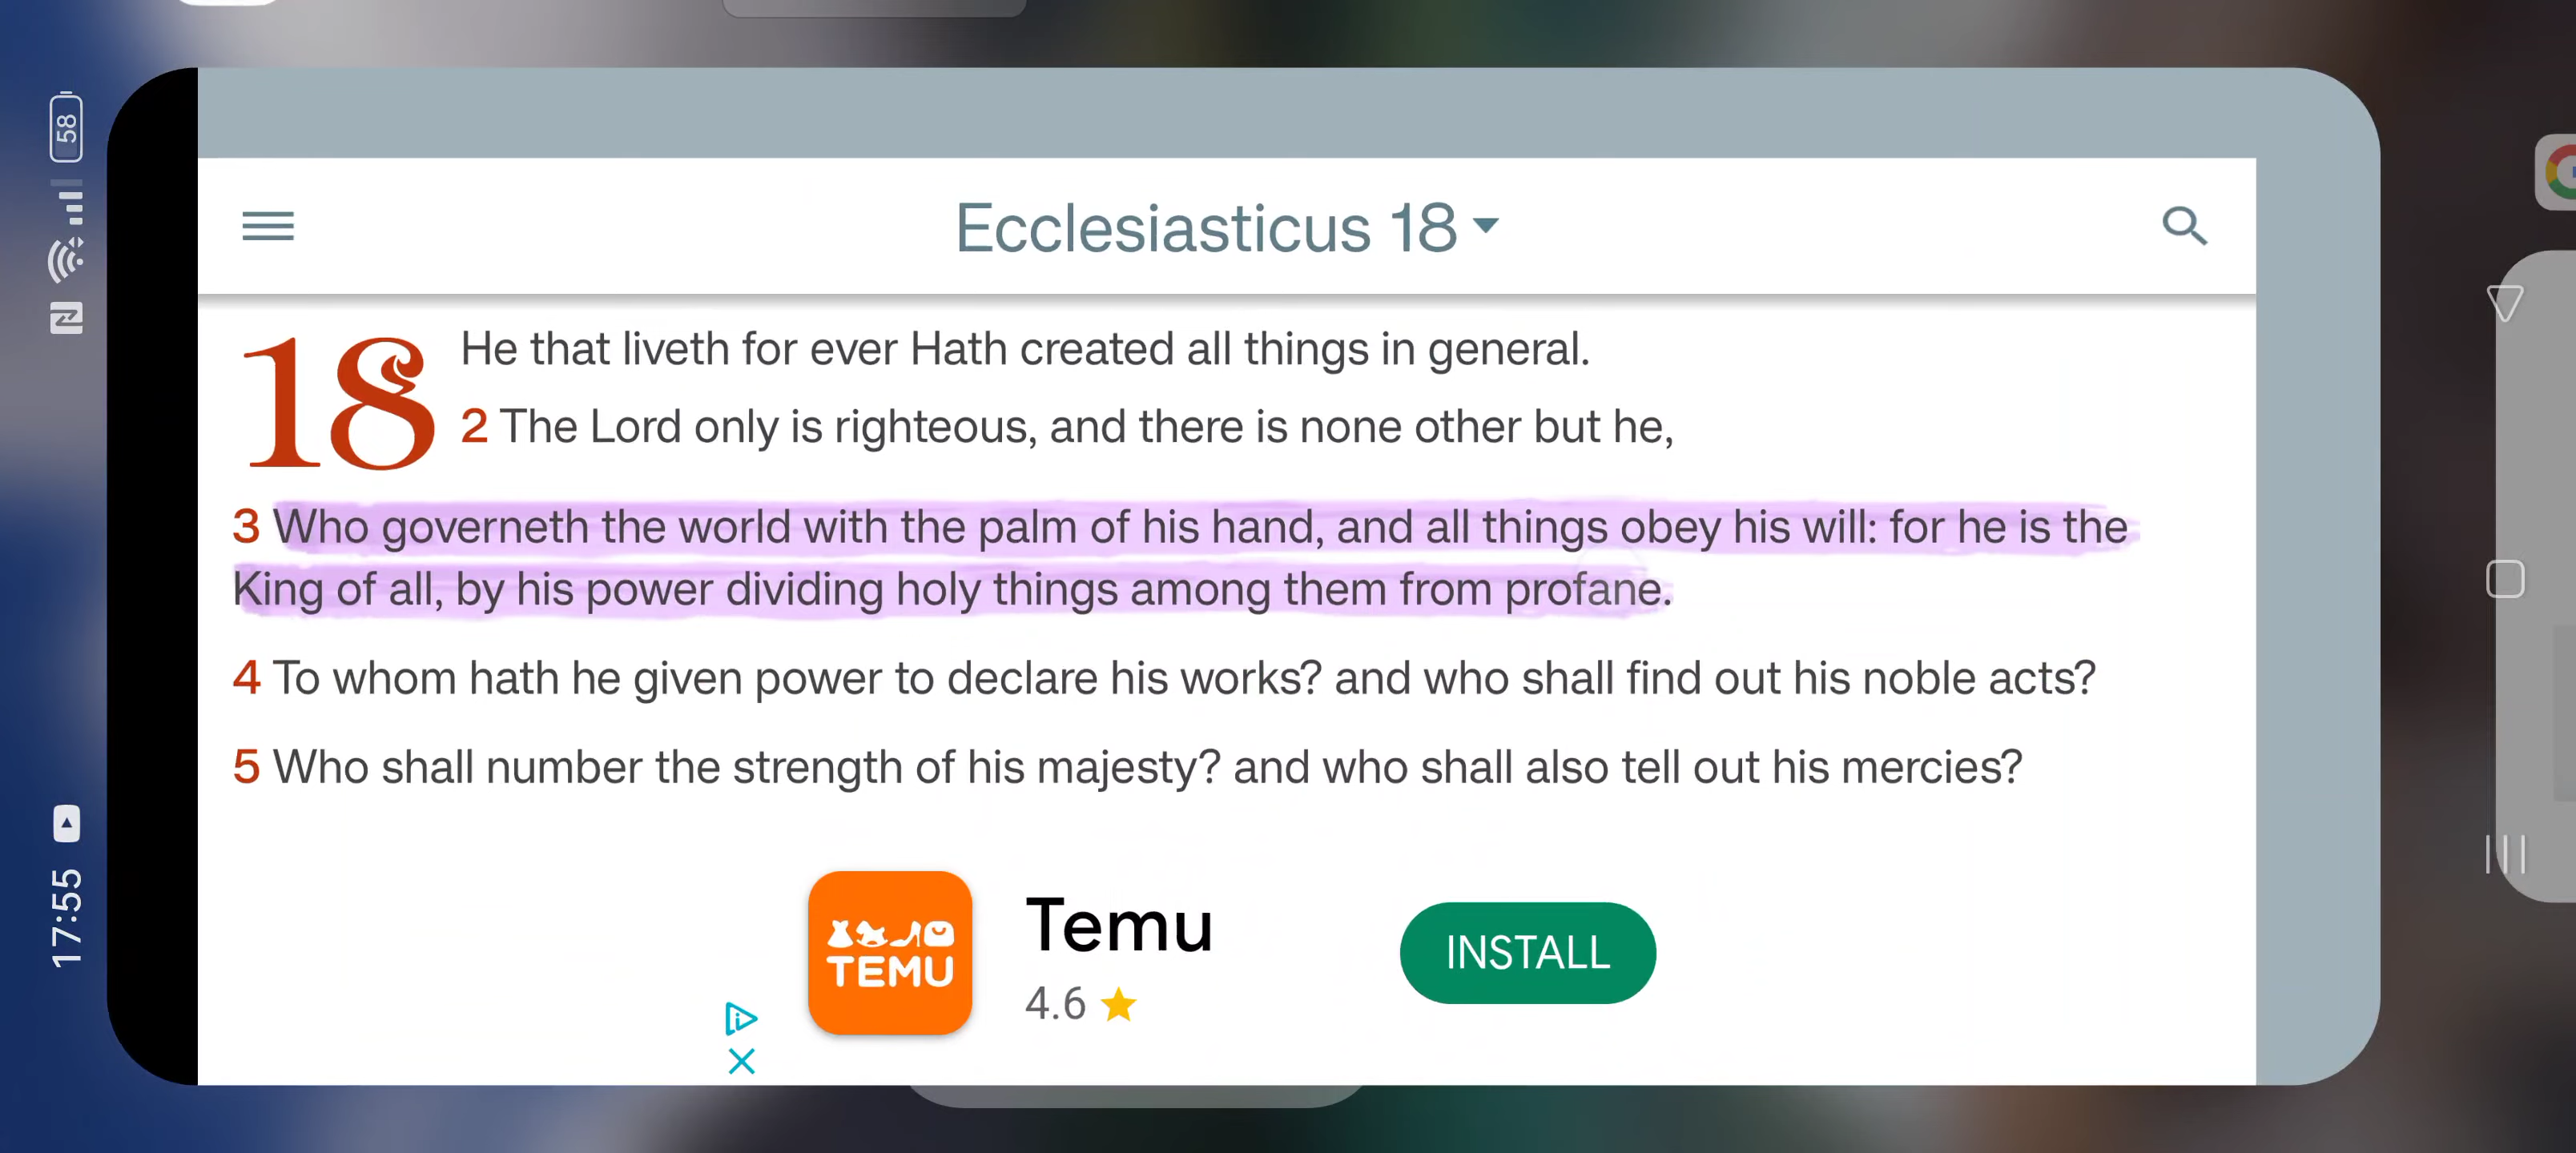 58
17:55
Ecclesiasticus 18
18 He that liveth for ever Hath created all things in general.
2 The Lord only is righteous, and there is none other but he,
3 Who governeth the world with the palm of his hand, and all things obey his will: for he is the
King of all, by his power dividing holy things among them from profane.
4 To whom hath he given power to declare his works? and who shall find out his noble acts?
5 Who shall number the strength of his majesty? and who shall also tell out his mercies?
TEMU
Temu
4.6
INSTALL